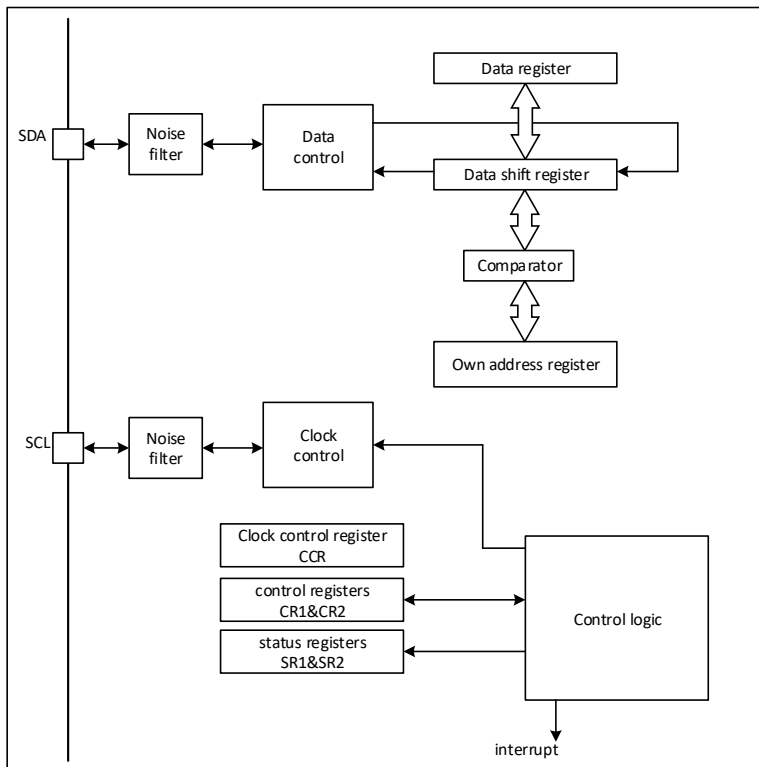 Data register
SDA
Noise
filter
Data
control
Data shift register
Comparator
Own address register
SCL
Noise
filter
Clock
control
Clock control register
CCR
control registers
CR1&CR2
status registers
SR1&SR2
Control logic
interrupt